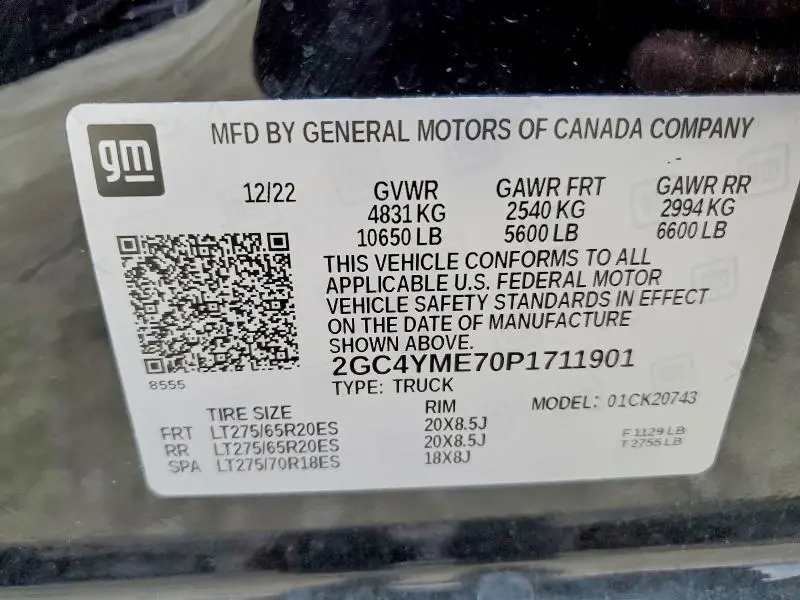 gm
MFD BY GENERAL MOTORS OF CANADA COMPANY
12/22 GVWR GAWR FRT GAWR RR
4831 KG 2540 KG 2994 KG
10650 LB 5600 LB 6600 LB
THIS VEHICLE CONFORMS TO ALL
APPLICABLE U.S. FEDERAL MOTOR
VEHICLE SAFETY STANDARDS IN EFFECT
ON THE DATE OF MANUFACTURE
SHOWN ABOVE.
8555
2GC4YME70P1711901
TYPE: TRUCK MODEL: 01CK20743
TIRE SIZE RIM
FRT LT275/65R20ES 20X8.5J F 1129 LB
RR LT275/65R20ES 20X8.5J T 2755 LB
SPA LT275/70R18ES 18X8J